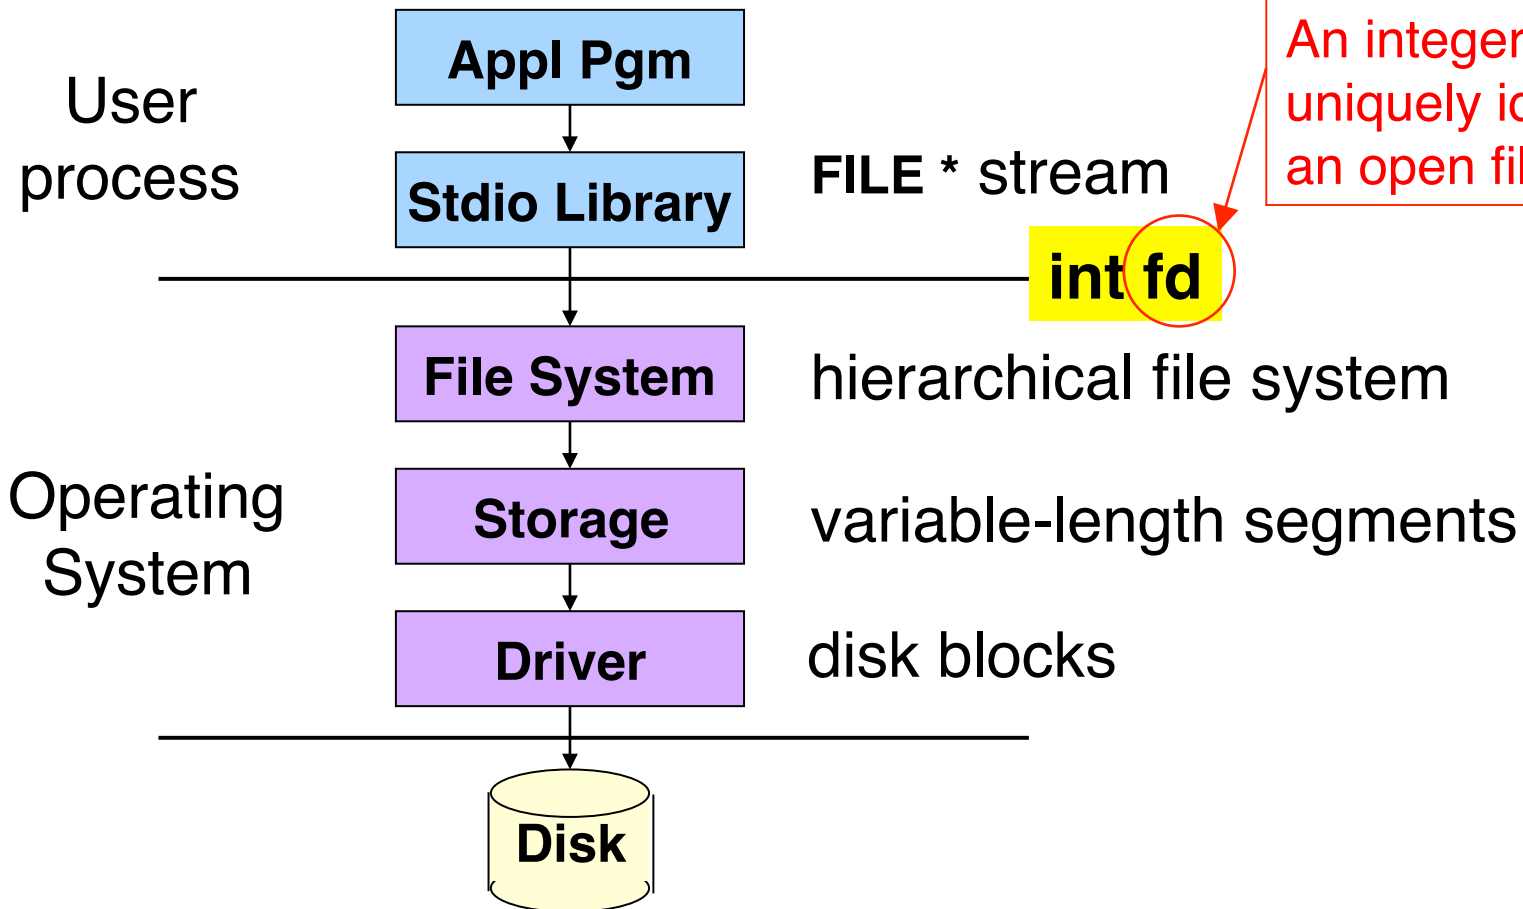 Appl Pgm
An integer
uniquely
an open
User
process
Stdio Library
FILE * stream
int fd
File System
hierarchical file system
Operating
System
Storage
variable-length segments
Driver
disk blocks
Disk